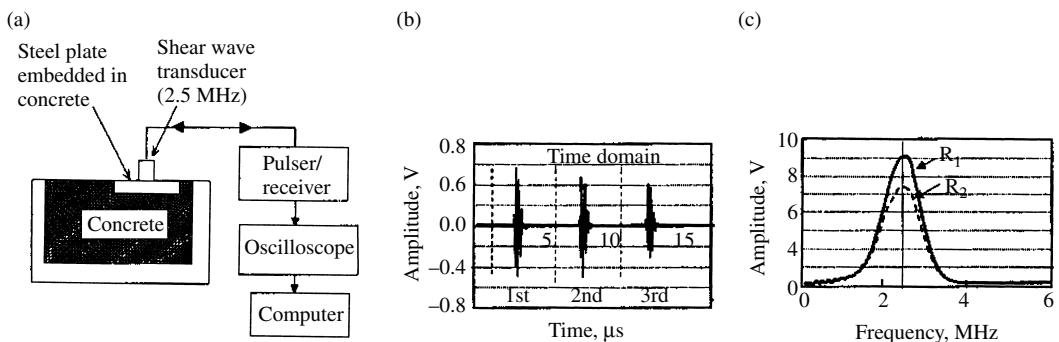 (a)
Steel plate
embedded in
concrete
Shear wave
transducer
(2.5 MHz)
Pulser/
receiver
Concrete
Oscilloscope
Computer
(b)
Amplitude, V
0.8
0.6
0.0
−0.4
−0.8
Time domain
5
10
15
1st
2nd
3rd
Time, μs
(c)
Amplitude, V
10
8
6
4
2
0
R1
R2
0
2
4
6
Frequency, MHz